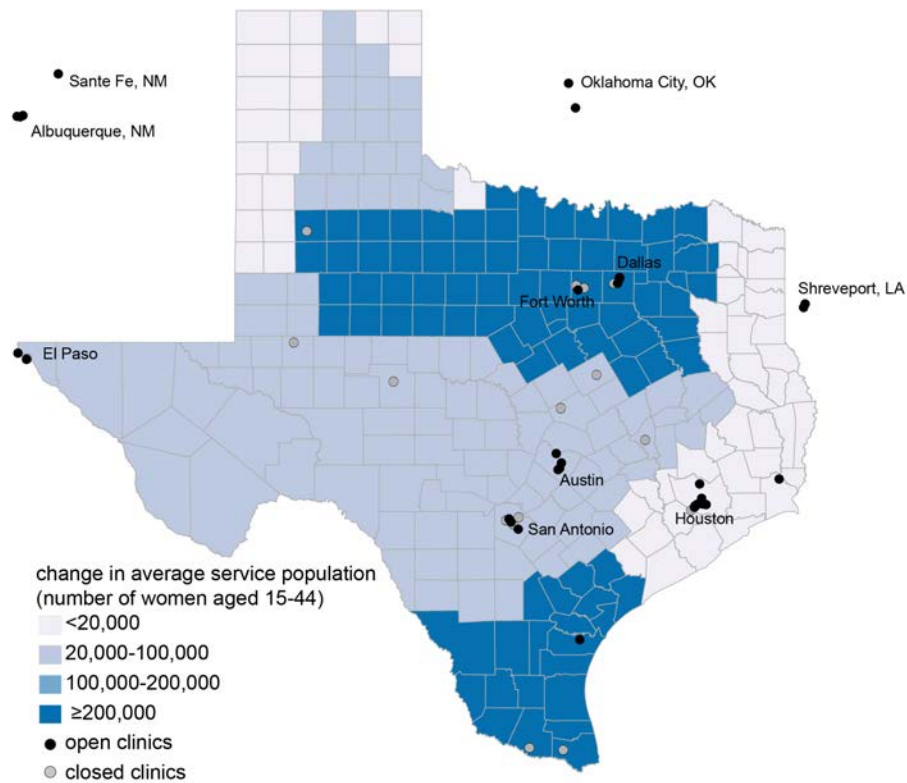 Sante Fe, NM
Oklahoma City, OK
Albuquerque, NM
Dallas
Shreveport, LA
Fort Worth
El Paso
Austin
Houston
San Antonio
change in average service population
(number of women aged 15-44)
<20,000
20,000-100,000
100,000-200,000
≥200,000
open clinics
closed clinics